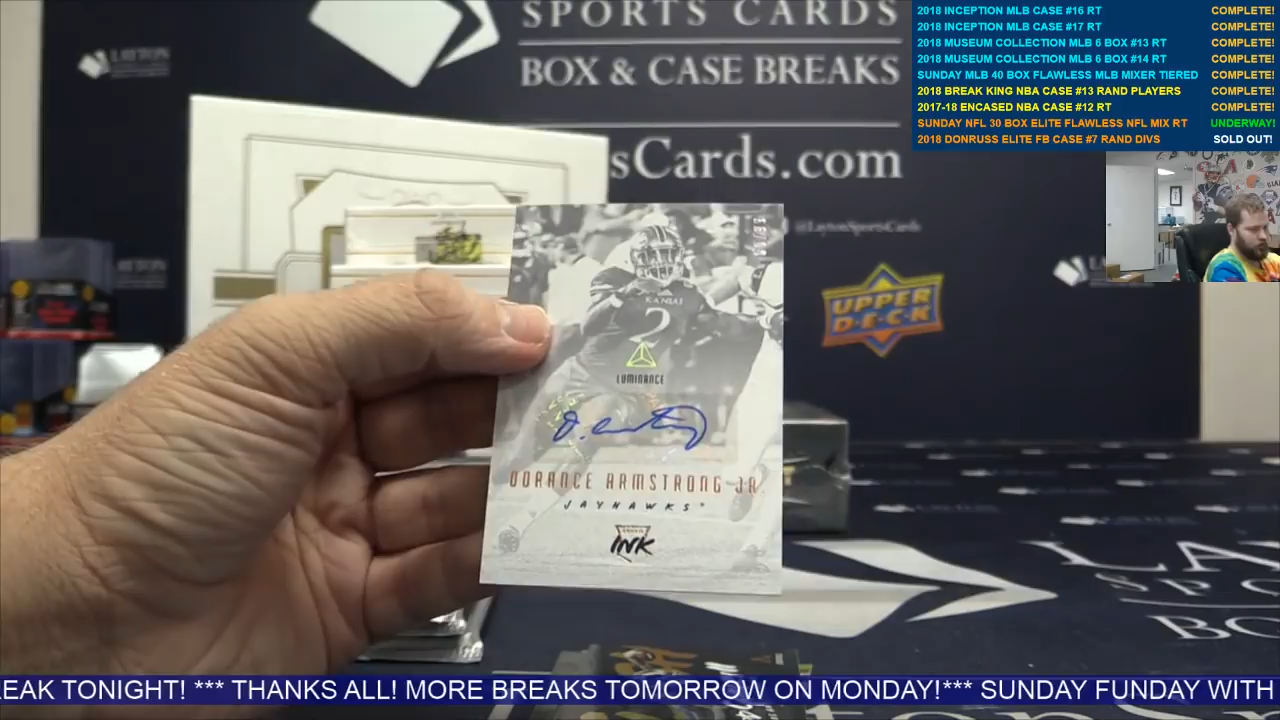 SPORTS CARDS
BOX & CASE BREAKS
sCards.com
@LaytonSportsCards
LAYTON
UPPER
D·E·C·K
2018 INCEPTION MLB CASE #16 RT COMPLETE!
2018 INCEPTION MLB CASE #17 RT COMPLETE!
2018 MUSEUM COLLECTION MLB 6 BOX #13 RT COMPLETE!
2018 MUSEUM COLLECTION MLB 6 BOX #14 RT COMPLETE!
SUNDAY MLB 40 BOX FLAWLESS MLB MIXER TIERED COMPLETE!
2018 BREAK KING NBA CASE #13 RAND PLAYERS COMPLETE!
2017-18 ENCASED NBA CASE #12 RT COMPLETE!
SUNDAY NFL 30 BOX ELITE FLAWLESS NFL MIX RT UNDERWAY!
2018 DONRUSS ELITE FB CASE #7 RAND DIVS SOLD OUT!
KANSAS
2
LUMINANCE
DORANCE ARMSTRONG JR.
JAYHAWKS
INK
LAY
SPO
BO
EAK TONIGHT! *** THANKS ALL! MORE BREAKS TOMORROW ON MONDAY!*** SUNDAY FUNDAY WITH